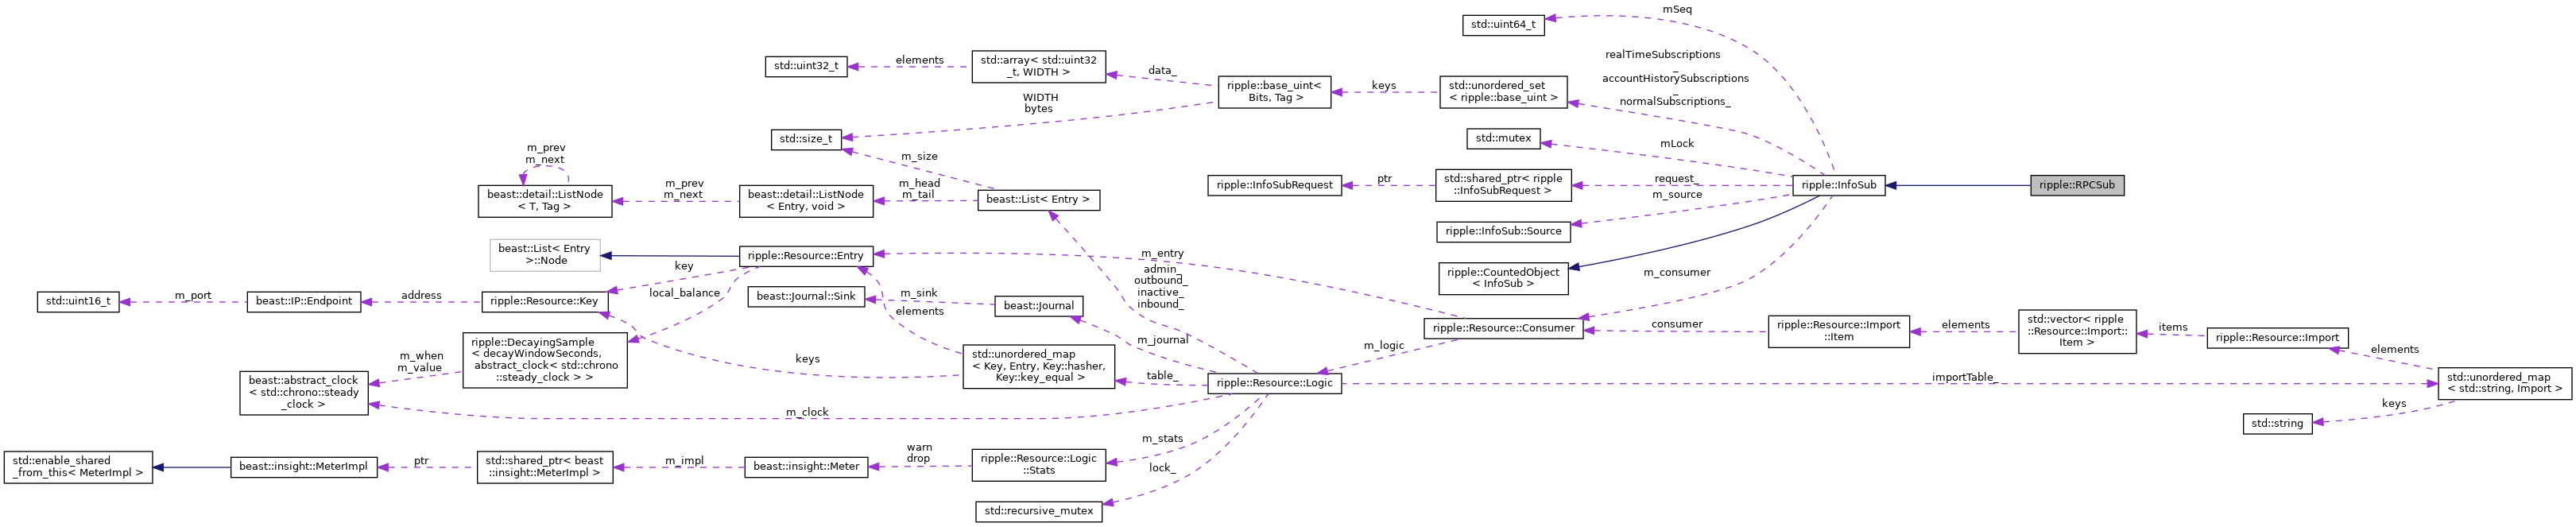 mSeq
std::uint64_t
realTimeSubscriptions
_
accountHistorySubscriptions
_
normalSubscriptions_
std::uint32_t
elements
std::array< std::uint32
_t, WIDTH >
data_
ripple::base_uint<
Bits, Tag >
keys
std::unordered_set
< ripple::base_uint >
WIDTH
bytes
std::size_t
std::mutex
mLock
m_prev
m_next
m_size
beast::detail::ListNode
< T, Tag >
m_prev
m_next
beast::detail::ListNode
< Entry, void >
m_head
m_tail
beast::List< Entry >
ripple::InfoSubRequest
ptr
std::shared_ptr< ripple
::InfoSubRequest >
request_
m_source
ripple::InfoSub
ripple::RPCSub
ripple::InfoSub::Source
beast::List< Entry
>::Node
ripple::Resource::Entry
m_entry
ripple::CountedObject
< InfoSub >
m_consumer
key
local_balance
admin_
outbound_
inactive_
inbound_
std::uint16_t
m_port
beast::IP::Endpoint
address
ripple::Resource::Key
beast::Journal::Sink
m_sink
beast::Journal
elements
m_journal
ripple::Resource::Consumer
consumer
ripple::Resource::Import
::Item
elements
std::vector< ripple
::Resource::Import::
Item >
items
ripple::Resource::Import
ripple::DecayingSample
< decayWindowSeconds,
abstract_clock< std::chrono
::steady_clock > >
m_when
m_value
beast::abstract_clock
< std::chrono::steady
_clock >
keys
std::unordered_map
< Key, Entry, Key::hasher,
Key::key_equal >
table_
m_logic
ripple::Resource::Logic
importTable_
elements
std::unordered_map
< std::string, Import >
keys
std::string
m_clock
m_stats
lock_
std::enable_shared
_from_this< MeterImpl >
beast::insight::MeterImpl
ptr
std::shared_ptr< beast
::insight::MeterImpl >
m_impl
beast::insight::Meter
warn
drop
ripple::Resource::Logic
::Stats
std::recursive_mutex